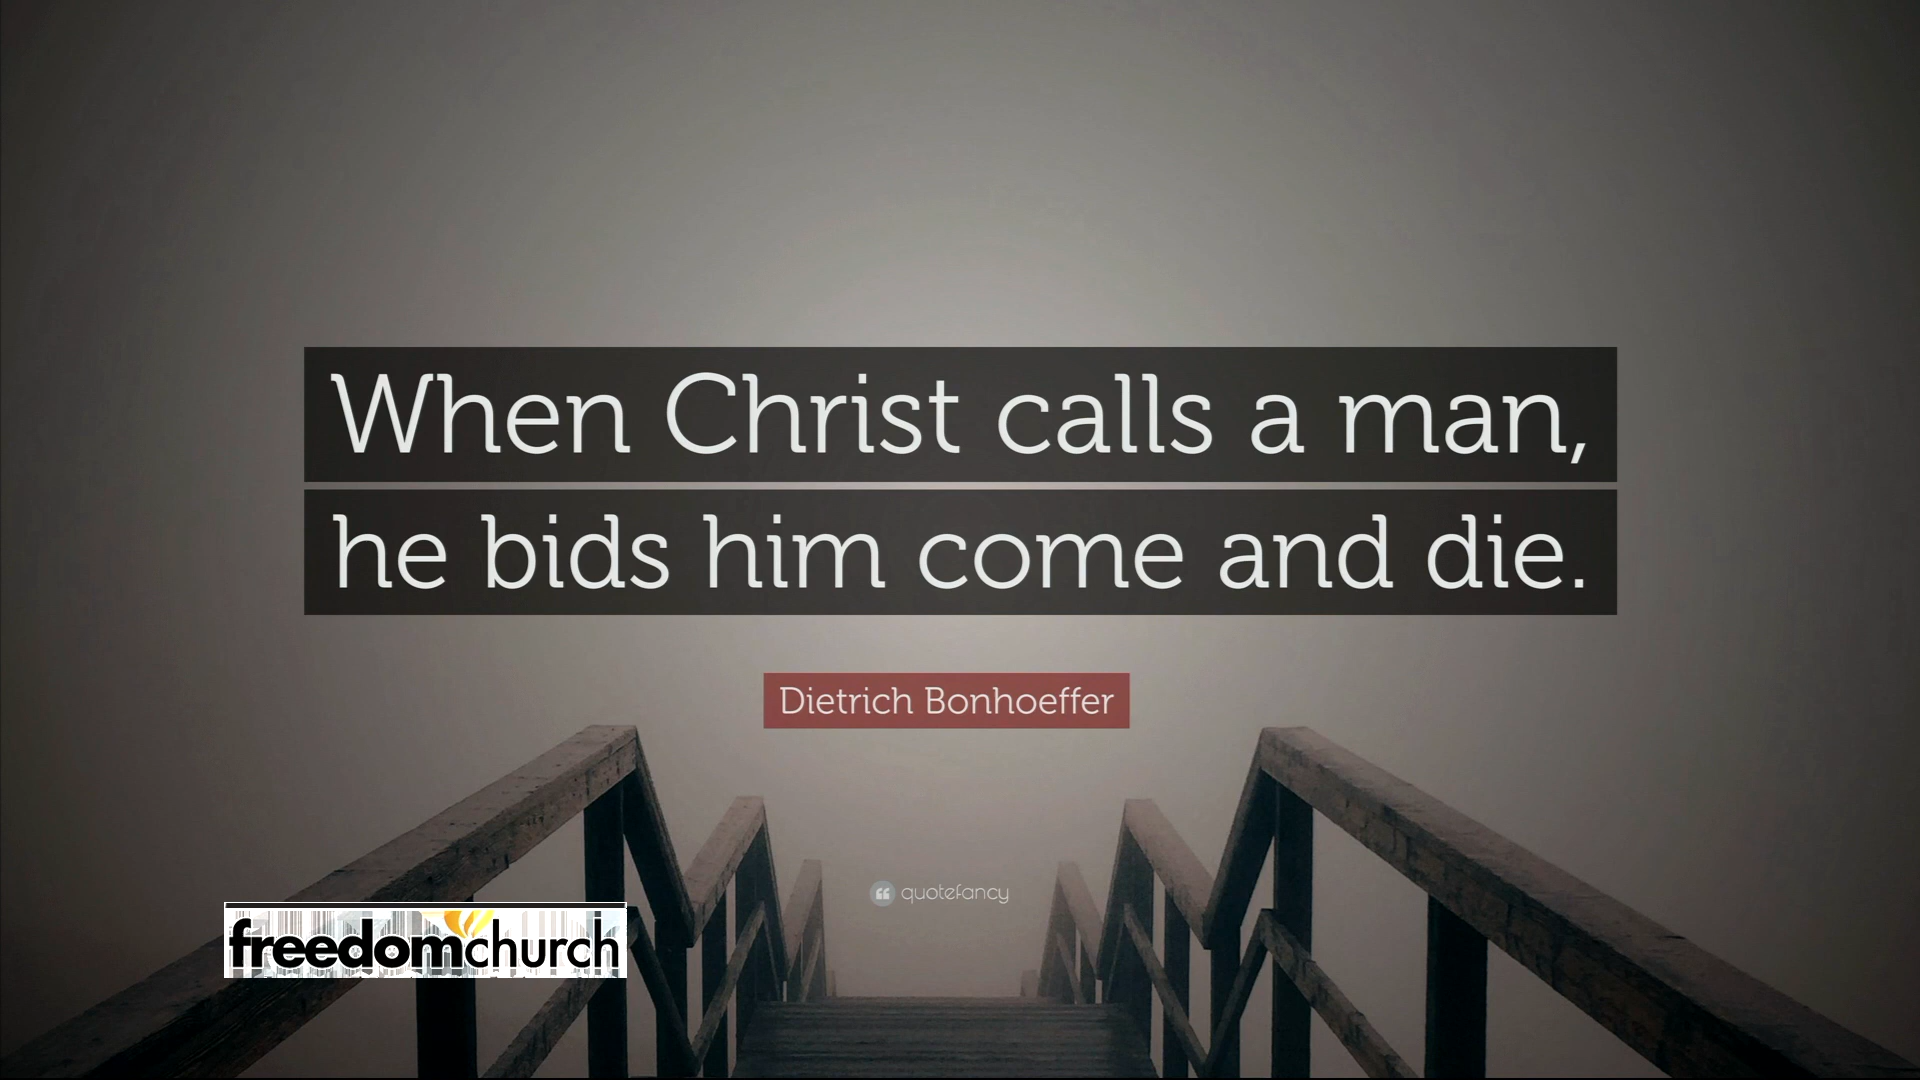 When Christ calls a man,
he bids him come and die.
Dietrich Bonhoeffer
quotefancy
freedomchurch